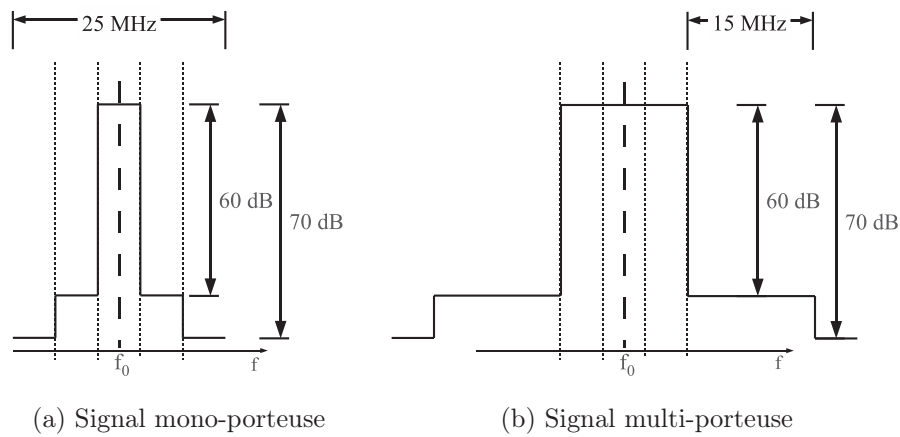 25 MHz
60 dB
70 dB
f₀
f
(a) Signal mono-porteuse
15 MHz
60 dB
70 dB
f₀
f
(b) Signal multi-porteuse